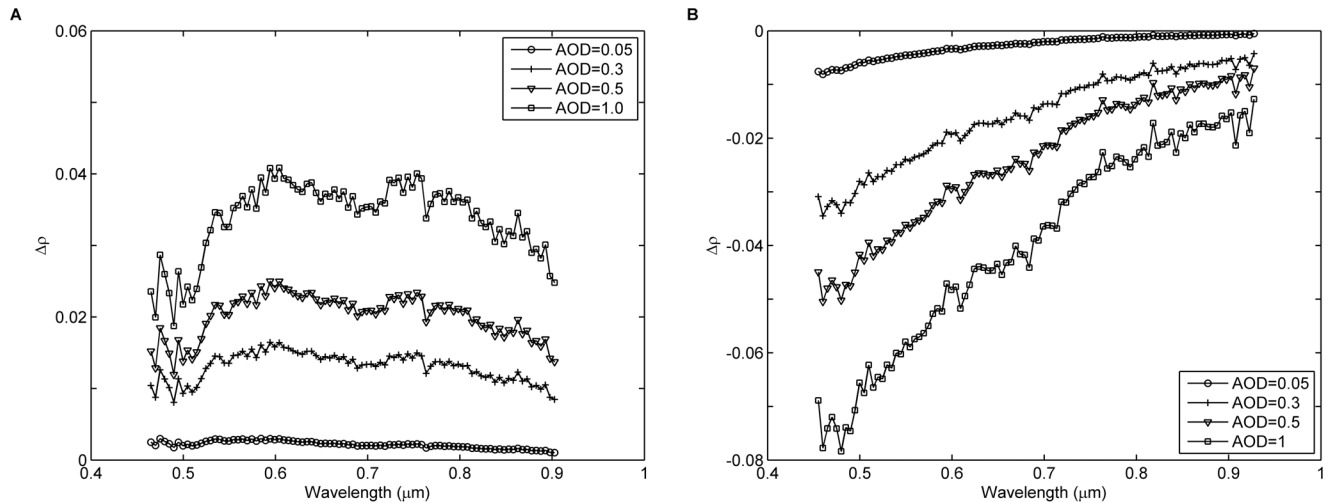 A
0.06
0.04
0.02
0
Δρ
AOD=0.05
AOD=0.3
AOD=0.5
AOD=1.0
0.4 0.5 0.6 0.7 0.8 0.9 1
Wavelength (μm)
B
0
-0.02
-0.04
-0.06
-0.08
Δρ
AOD=0.05
AOD=0.3
AOD=0.5
AOD=1
0.4 0.5 0.6 0.7 0.8 0.9 1
Wavelength (μm)